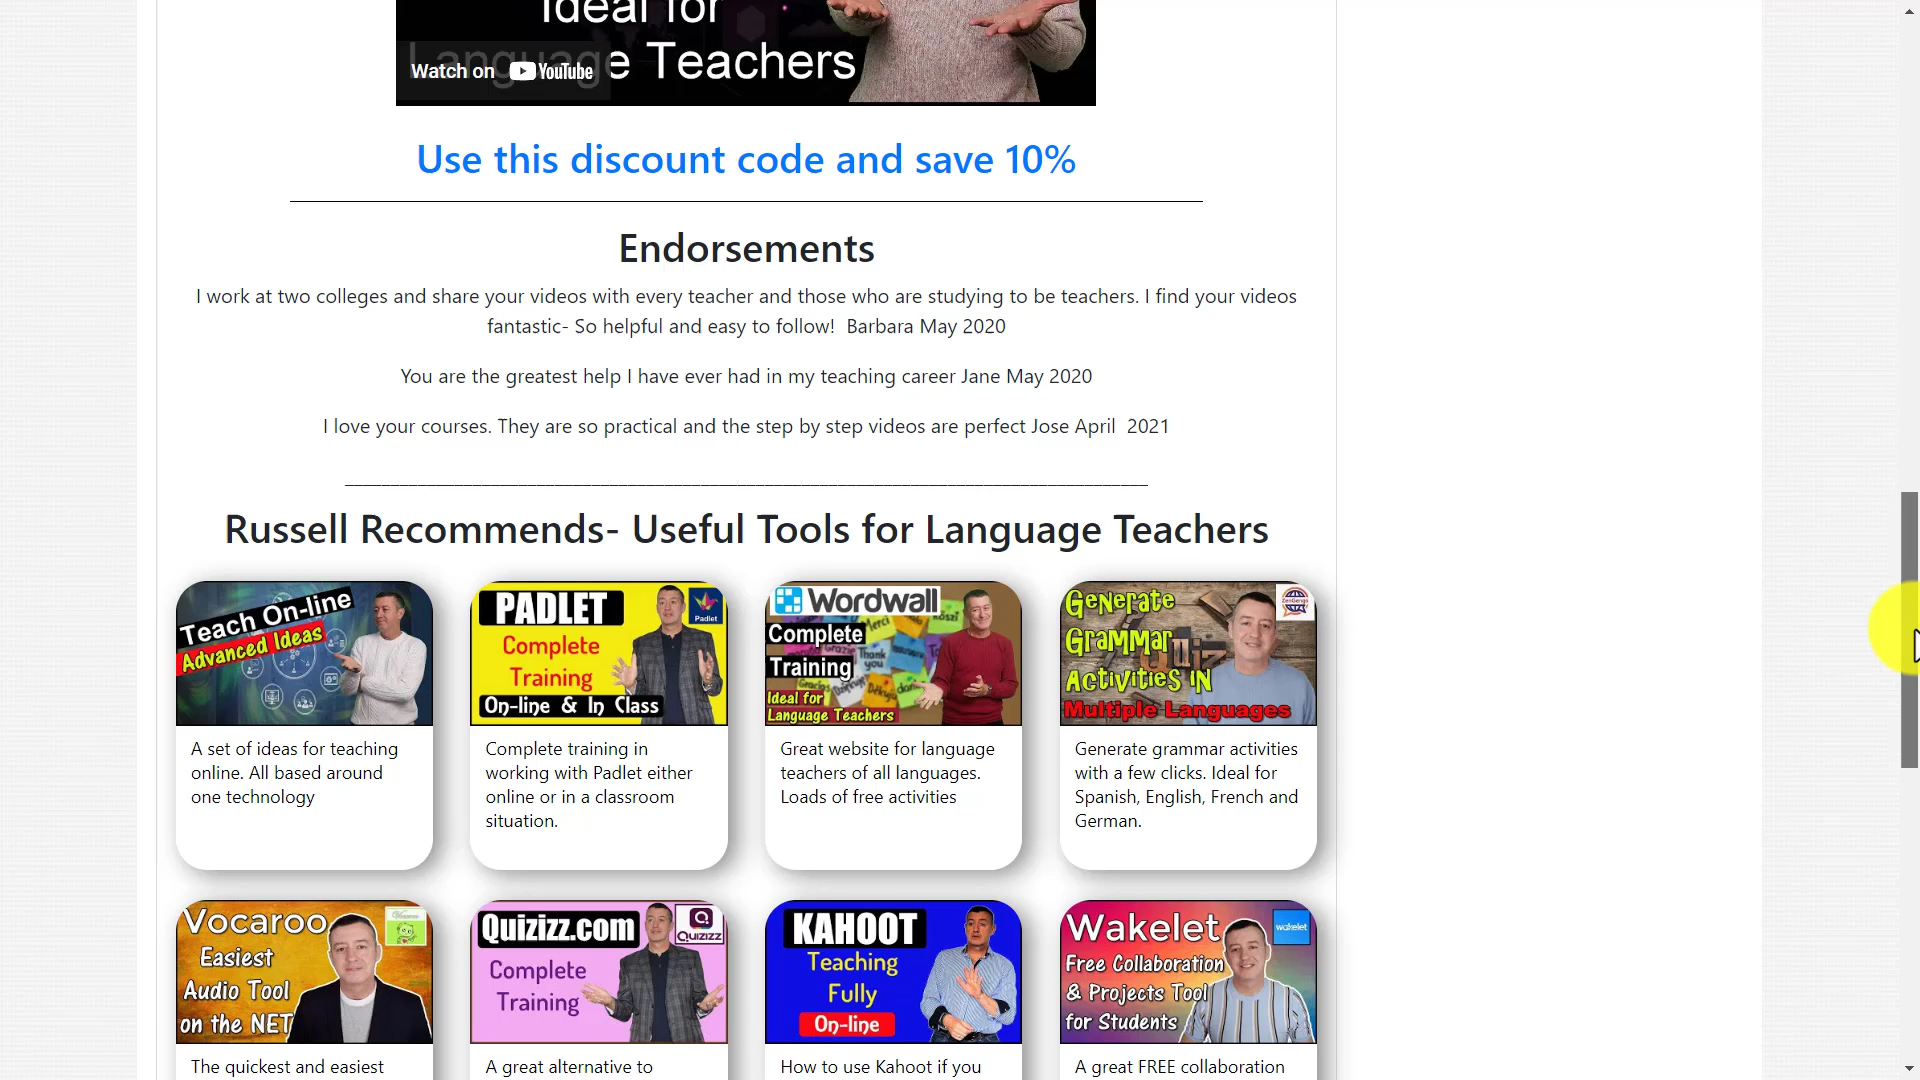 Ideal for
Language Teachers
Watch on YouTube
Use this discount code and save 10%
Endorsements
I work at two colleges and share your videos with every teacher and those who are studying to be teachers. I find your videos
fantastic- So helpful and easy to follow!  Barbara May 2020
You are the greatest help I have ever had in my teaching career Jane May 2020
I love your courses. They are so practical and the step by step videos are perfect Jose April  2021
Russell Recommends- Useful Tools for Language Teachers
Teach On-line
Advanced Ideas
A set of ideas for teaching
online. All based around
one technology
PADLET
Padlet
Complete
Training
On-line & In Class
Complete training in
working with Padlet either
online or in a classroom
situation.
Wordwall
Complete
Training
Ideal for
Language Teachers
Merci
Thank
you
Gracias
Great website for language
teachers of all languages.
Loads of free activities
Generate
Grammar
Quiz
Activities in
Multiple Languages
Generate grammar activities
with a few clicks. Ideal for
Spanish, English, French and
German.
Vocaroo
Easiest
Audio Tool
on the NET
The quickest and easiest
Quizizz.com
Quizizz
Complete
Training
A great alternative to
KAHOOT
Teaching
Fully
On-line
How to use Kahoot if you
Wakelet
wakelet
Free Collaboration
& Projects Tool
for Students
A great FREE collaboration